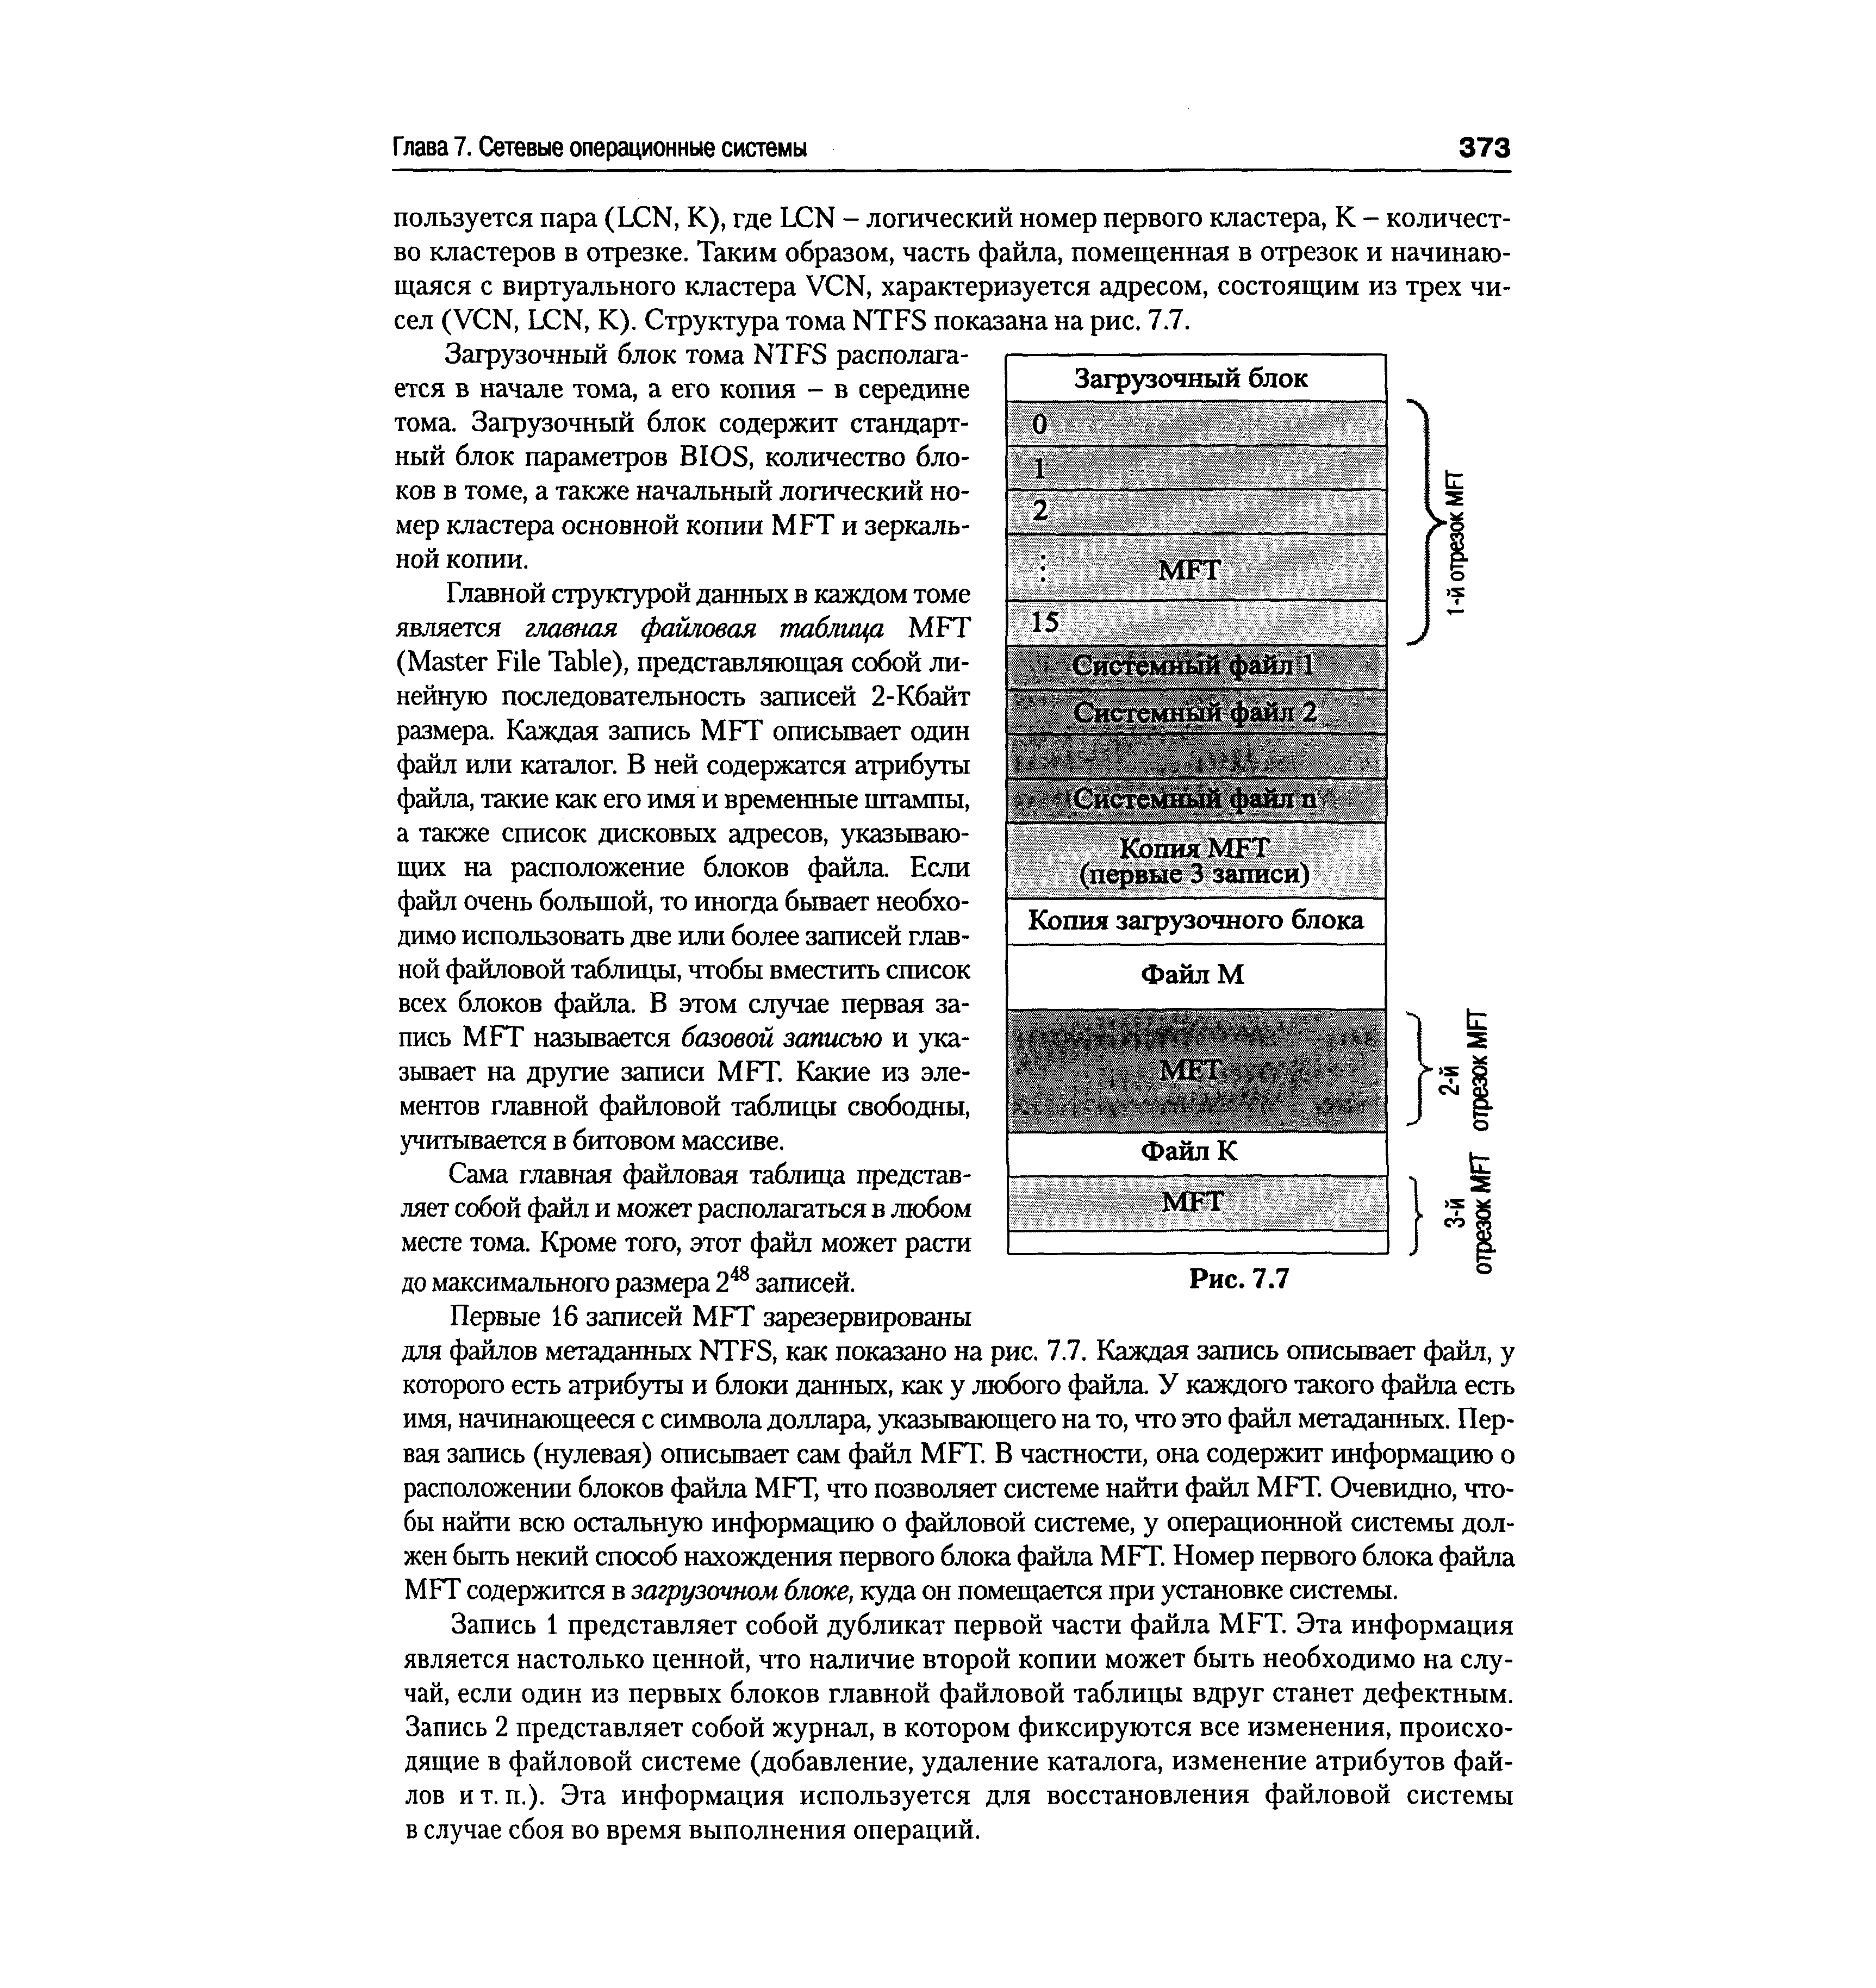 Глава 7. Сетевые операционные системы
373
пользуется пара (LCN, K), где LCN – логический номер первого кластера, K – количест-
во кластеров в отрезке. Таким образом, часть файла, помещенная в отрезок и начинаю-
щаяся с виртуального кластера VCN, характеризуется адресом, состоящим из трех чи-
сел (VCN, LCN, K). Структура тома NTFS показана на рис. 7.7.
Загрузочный блок тома NTFS располага-
ется в начале тома, а его копия – в середине
тома. Загрузочный блок содержит стандарт-
ный блок параметров BIOS, количество бло-
ков в томе, а также начальный логический но-
мер кластера основной копии MFT и зеркаль-
ной копии.
Главной структурой данных в каждом томе
является главная файловая таблица MFT
(Master File Table), представляющая собой ли-
нейную последовательность записей 2-Кбайт
размера. Каждая запись MFT описывает один
файл или каталог. В ней содержатся атрибуты
файла, такие как его имя и временные штампы,
а также список дисковых адресов, указываю-
щих на расположение блоков файла. Если
файл очень большой, то иногда бывает необхо-
димо использовать две или более записей глав-
ной файловой таблицы, чтобы вместить список
всех блоков файла. В этом случае первая за-
пись MFT называется базовой записью и ука-
зывает на другие записи MFT. Какие из эле-
ментов главной файловой таблицы свободны,
учитывается в битовом массиве.
Сама главная файловая таблица представ-
ляет собой файл и может располагаться в любом
месте тома. Кроме того, этот файл может расти
до максимального размера 2⁴⁸ записей.
Первые 16 записей MFT зарезервированы
Загрузочный блок
0
1
2
⋮ MFT
15
Системный файл 1
Системный файл 2
Системный файл n
Копия MFT
(первые 3 записи)
Копия загрузочного блока
Файл M
MFT
Файл K
MFT
1-й отрезок MFT
2-й
отрезок MFT
3-й
отрезок MFT
Рис. 7.7
для файлов метаданных NTFS, как показано на рис. 7.7. Каждая запись описывает файл, у
которого есть атрибуты и блоки данных, как у любого файла. У каждого такого файла есть
имя, начинающееся с символа доллара, указывающего на то, что это файл метаданных. Пер-
вая запись (нулевая) описывает сам файл MFT. В частности, она содержит информацию о
расположении блоков файла MFT, что позволяет системе найти файл MFT. Очевидно, что-
бы найти всю остальную информацию о файловой системе, у операционной системы дол-
жен быть некий способ нахождения первого блока файла MFT. Номер первого блока файла
MFT содержится в загрузочном блоке, куда он помещается при установке системы.
Запись 1 представляет собой дубликат первой части файла MFT. Эта информация
является настолько ценной, что наличие второй копии может быть необходимо на слу-
чай, если один из первых блоков главной файловой таблицы вдруг станет дефектным.
Запись 2 представляет собой журнал, в котором фиксируются все изменения, происхо-
дящие в файловой системе (добавление, удаление каталога, изменение атрибутов фай-
лов и т. п.). Эта информация используется для восстановления файловой системы
в случае сбоя во время выполнения операций.